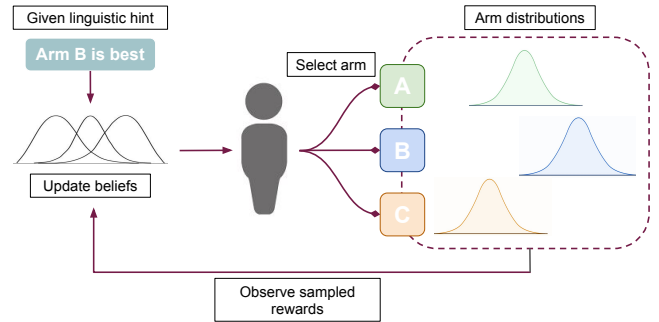 Given linguistic hint
Arm B is best
Update beliefs
Select arm
A
B
C
Arm distributions
Observe sampled
rewards